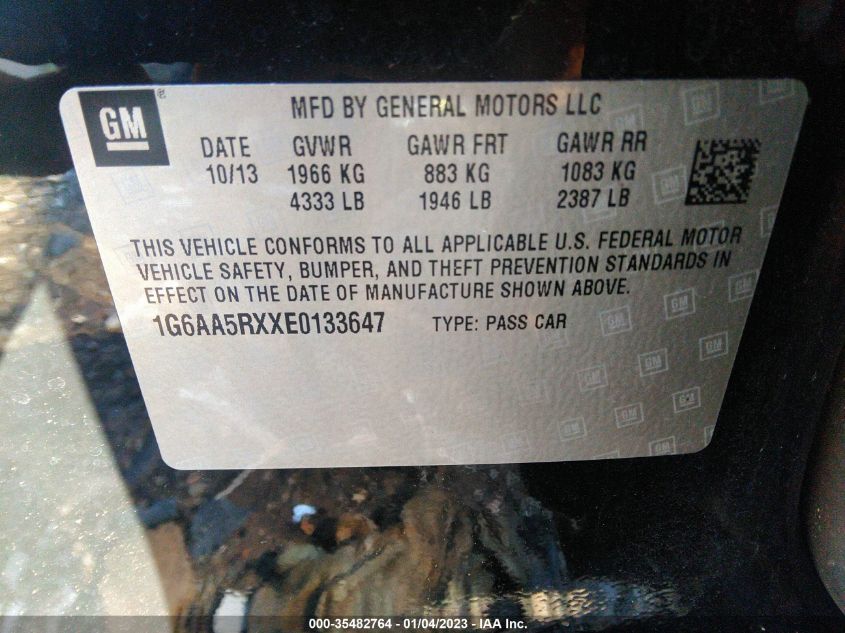 GM
MFD BY GENERAL MOTORS LLC
DATE GVWR GAWR FRT GAWR RR
10/13 1966 KG 883 KG 1083 KG
4333 LB 1946 LB 2387 LB
THIS VEHICLE CONFORMS TO ALL APPLICABLE U.S. FEDERAL MOTOR
VEHICLE SAFETY, BUMPER, AND THEFT PREVENTION STANDARDS IN
EFFECT ON THE DATE OF MANUFACTURE SHOWN ABOVE.
1G6AA5RXXE0133647 TYPE: PASS CAR
000-35482764 - 01/04/2023 - IAAI.COM Inc.